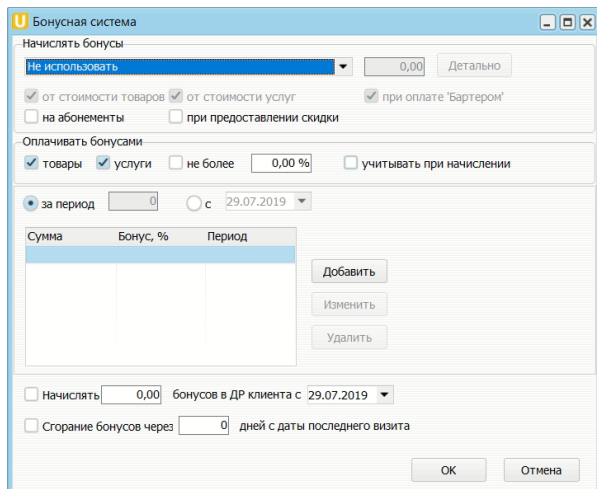 U Бонусная система
Начислять бонусы
Не использовать 0,00 Детально
от стоимости товаров от стоимости услуг при оплате 'Бартером'
на абонементы при предоставлении скидки
Оплачивать бонусами
товары услуги не более 0,00 % учитывать при начислении
за период 0 с 29.07.2019
Сумма Бонус, % Период
Добавить
Изменить
Удалить
Начислять 0,00 бонусов в ДР клиента с 29.07.2019
Сгорание бонусов через 0 дней с даты последнего визита
OK Отмена